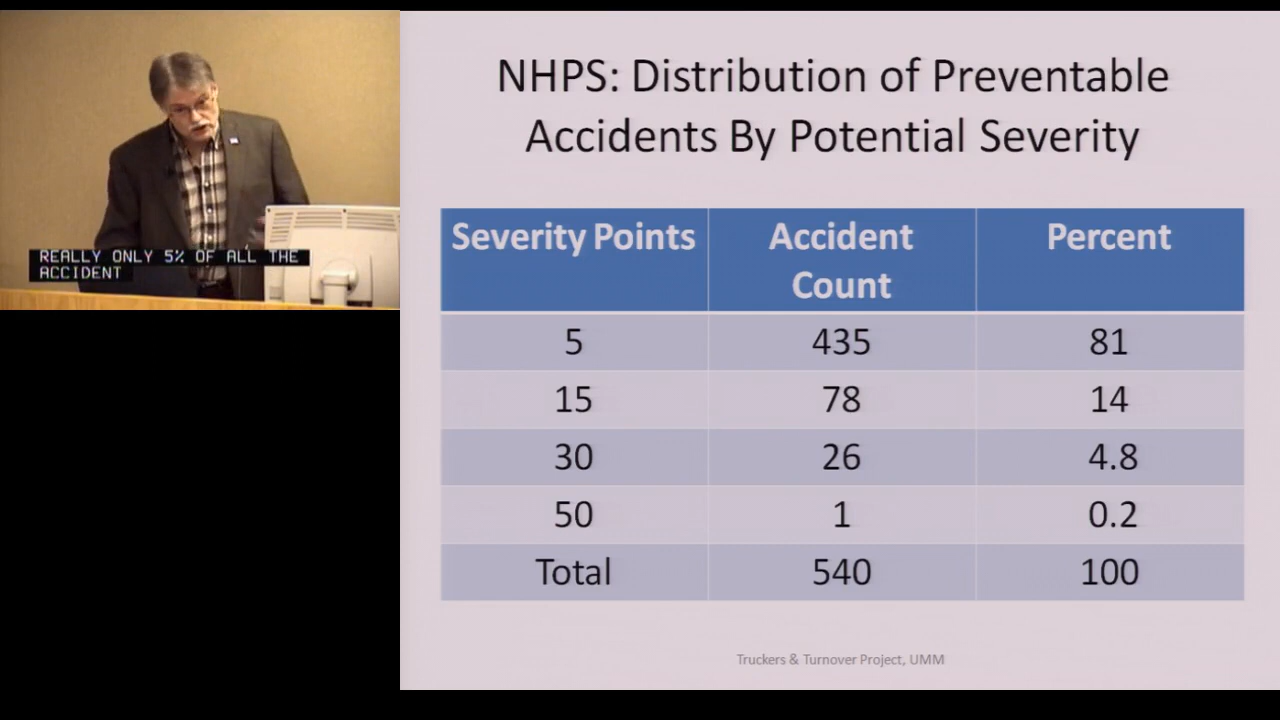 REALLY ONLY 5% OF ALL THE
ACCIDENT
NHPS: Distribution of Preventable
Accidents By Potential Severity
Severity Points Accident Count Percent
5 435 81
15 78 14
30 26 4.8
50 1 0.2
Total 540 100
Truckers & Turnover Project, UMM